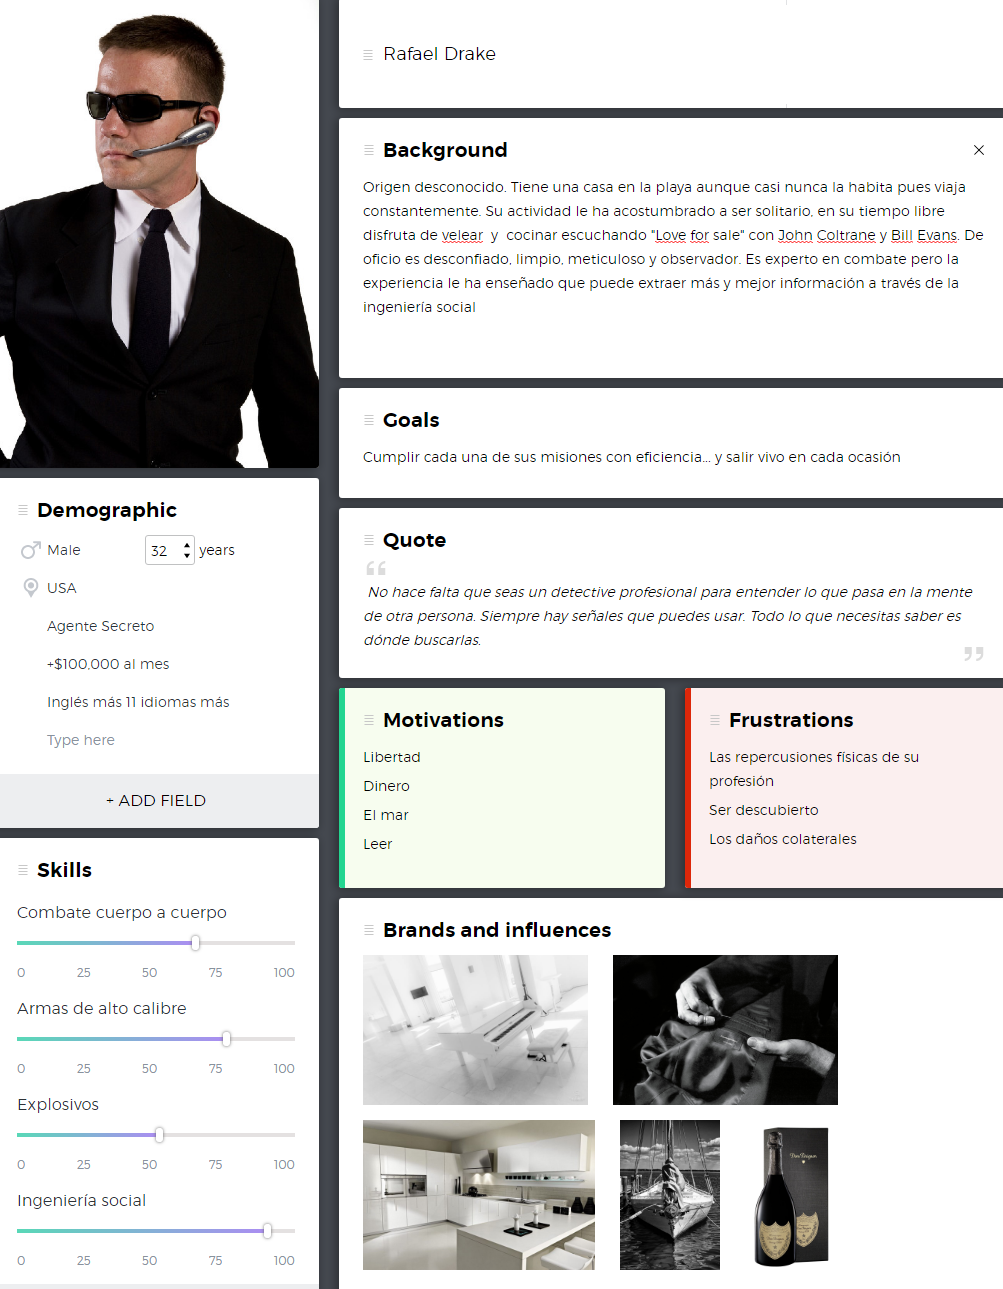 Rafael Drake
Background
Origen desconocido. Tiene una casa en la playa aunque casi nunca la habita pues viaja
constantemente. Su actividad le ha acostumbrado a ser solitario, en su tiempo libre
disfruta de velear y cocinar escuchando "Love for sale" con John Coltrane y Bill Evans. De
oficio es desconfiado, limpio, meticuloso y observador. Es experto en combate pero la
experiencia le ha enseñado que puede extraer más y mejor información a través de la
ingeniería social
Goals
Cumplir cada una de sus misiones con eficiencia... y salir vivo en cada ocasión
Quote
“
No hace falta que seas un detective profesional para entender lo que pasa en la mente
de otra persona. Siempre hay señales que puedes usar. Todo lo que necesitas saber es
dónde buscarlas.
”
Demographic
Male 32 years
USA
Agente Secreto
+$100,000 al mes
Inglés más 11 idiomas más
Type here
+ ADD FIELD
Motivations
Libertad
Dinero
El mar
Leer
Frustrations
Las repercusiones físicas de su
profesión
Ser descubierto
Los daños colaterales
Skills
Combate cuerpo a cuerpo
0 25 50 75 100
Armas de alto calibre
0 25 50 75 100
Explosivos
0 25 50 75 100
Ingeniería social
0 25 50 75 100
Brands and influences
Dom Pérignon